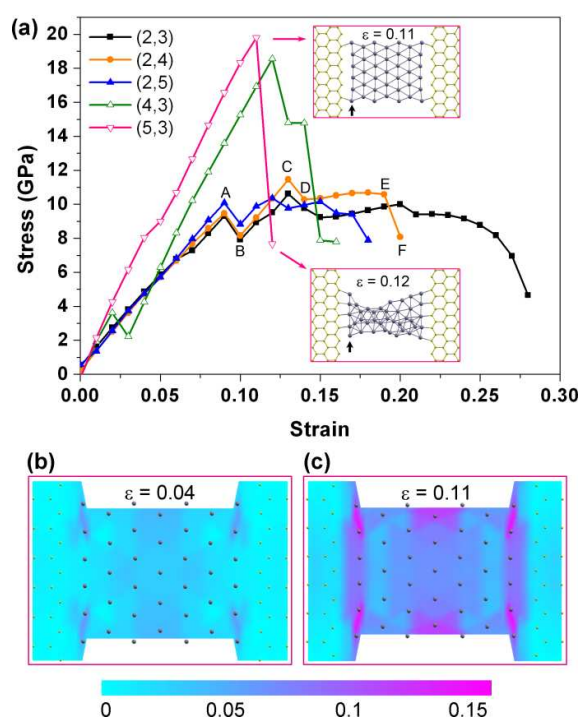 (a)
(2,3)
(2,4)
(2,5)
(4,3)
(5,3)
ε = 0.11
A
B
C
D
E
F
ε = 0.12
20
18
16
14
12
10
8
6
4
2
0
Stress (GPa)
0.00 0.05 0.10 0.15 0.20 0.25 0.30
Strain
(b)
ε = 0.04
(c)
ε = 0.11
0 0.05 0.1 0.15